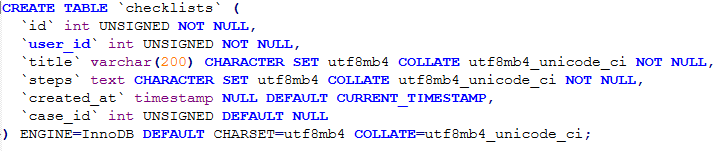 CREATE TABLE `checklists` (
  `id` int UNSIGNED NOT NULL,
  `user_id` int UNSIGNED NOT NULL,
  `title` varchar(200) CHARACTER SET utf8mb4 COLLATE utf8mb4_unicode_ci NOT NULL,
  `steps` text CHARACTER SET utf8mb4 COLLATE utf8mb4_unicode_ci NOT NULL,
  `created_at` timestamp NULL DEFAULT CURRENT_TIMESTAMP,
  `case_id` int UNSIGNED DEFAULT NULL
) ENGINE=InnoDB DEFAULT CHARSET=utf8mb4 COLLATE=utf8mb4_unicode_ci;